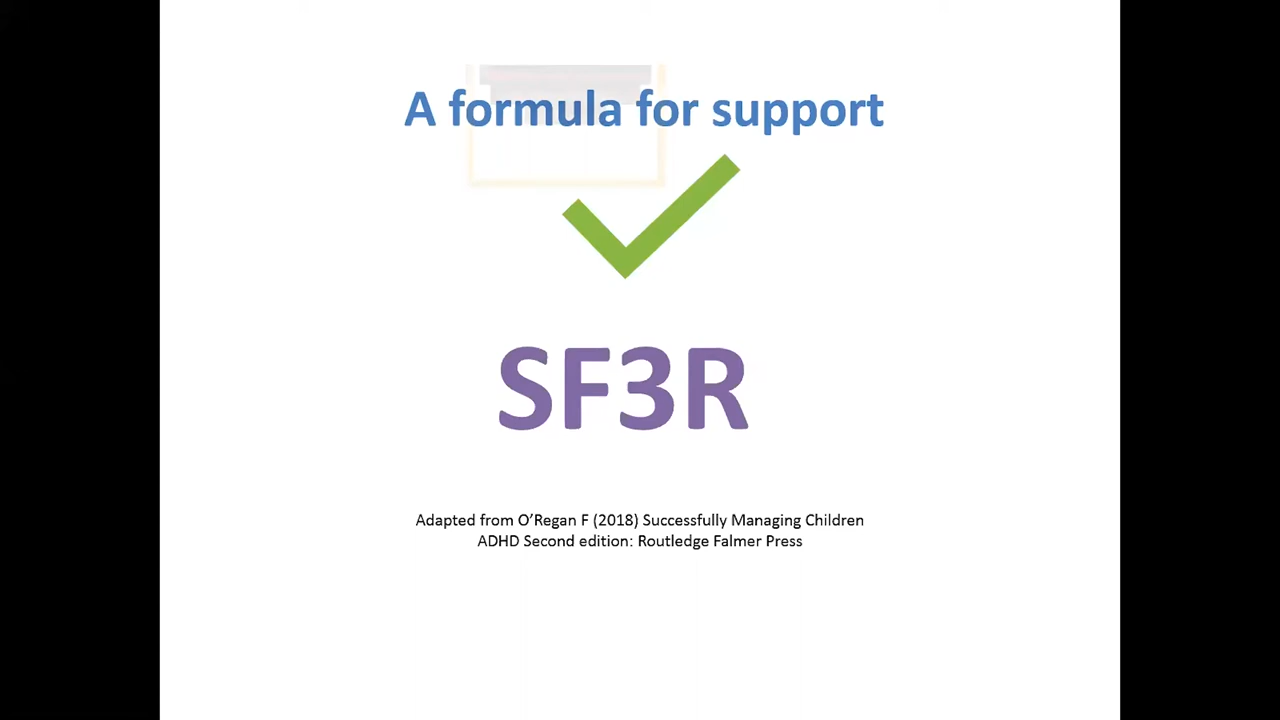 A formula for support
SF3R
Adapted from O’Regan F (2018) Successfully Managing Children
ADHD Second edition: Routledge Falmer Press